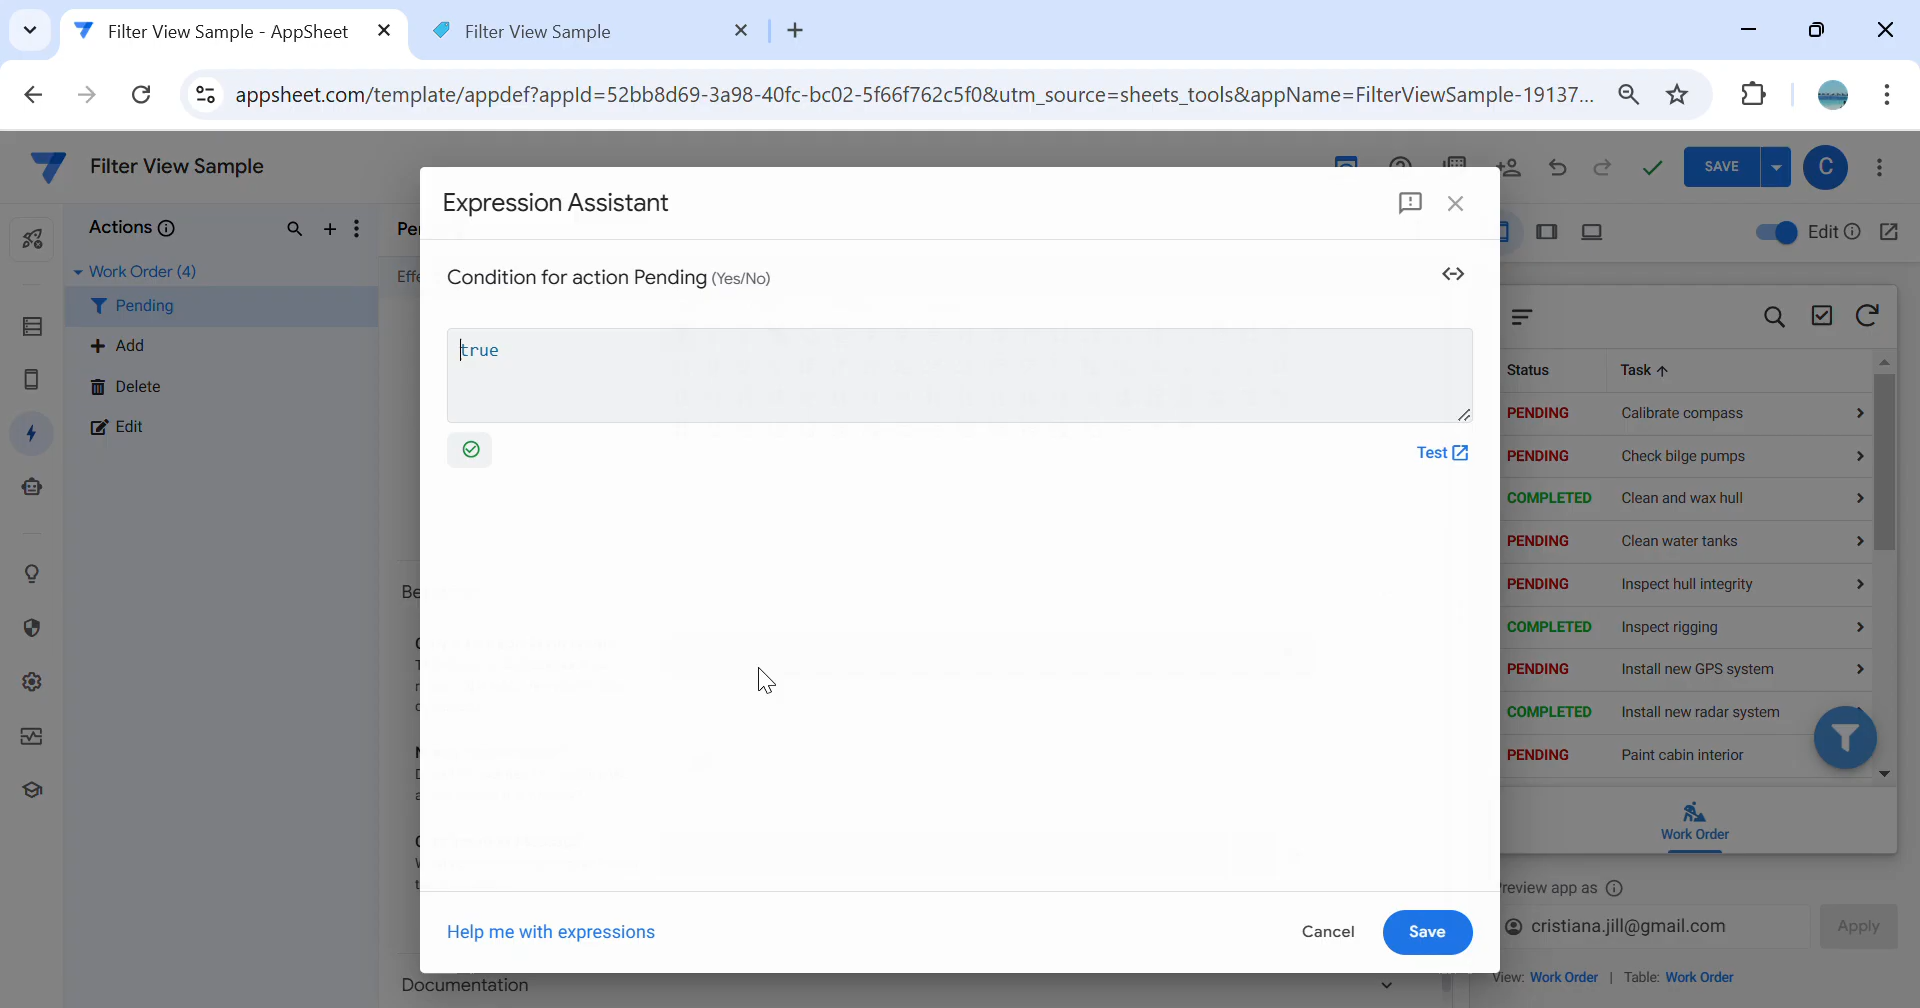 Filter View Sample - AppSheet
Filter View Sample
appsheet.com/template/appdef?appId=52bb8d69-3a98-40fc-bc02-5f66f762c5f0&utm_source=sheets_tools&appName=FilterViewSample-19137...
Filter View Sample
SAVE
C
Actions
Edit
Work Order (4)
Pending
Add
Delete
Edit
Expression Assistant
Condition for action Pending (Yes/No)
true
Test
Help me with expressions
Cancel
Save
Documentation
Status Task
PENDING Calibrate compass
PENDING Check bilge pumps
COMPLETED Clean and wax hull
PENDING Clean water tanks
PENDING Inspect hull integrity
COMPLETED Inspect rigging
PENDING Install new GPS system
COMPLETED Install new radar system
PENDING Paint cabin interior
Work Order
review app as
cristiana.jill@gmail.com
Apply
View: Work Order | Table: Work Order